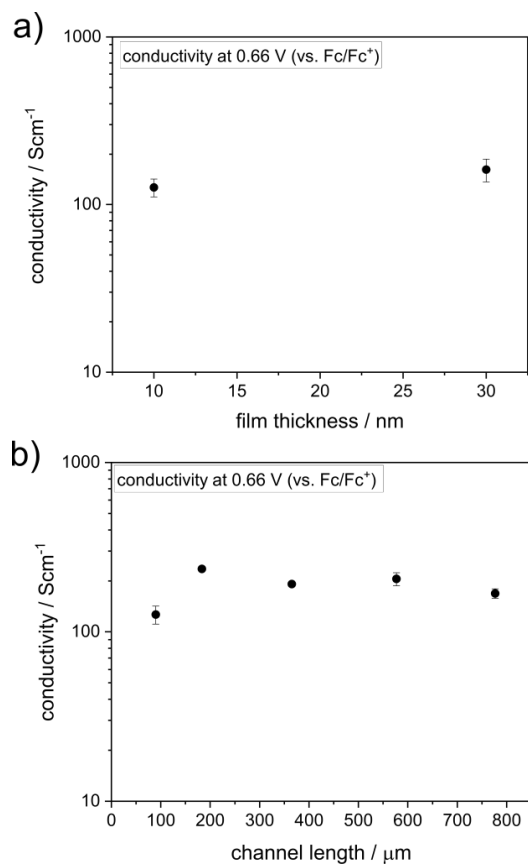 a)
conductivity at 0.66 V (vs. Fc/Fc⁺)
1000
100
10
conductivity / Scm⁻¹
10 15 20 25 30
film thickness / nm
b)
conductivity at 0.66 V (vs. Fc/Fc⁺)
1000
100
10
conductivity / Scm⁻¹
0 100 200 300 400 500 600 700 800
channel length / μm